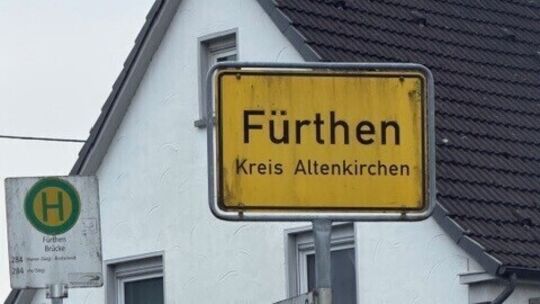 Fürthen
Kreis Altenkirchen
H
Fürthen
Brücke
284
284